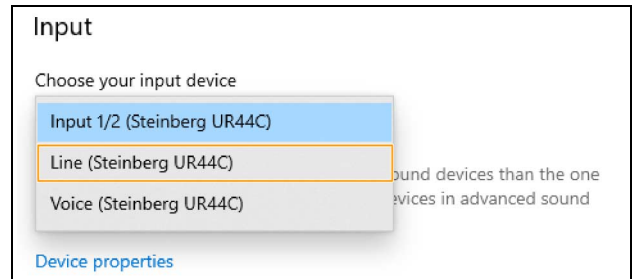 Input
Choose your input device
Input 1/2 (Steinberg UR44C)
Line (Steinberg UR44C)
ound devices than the one
Voice (Steinberg UR44C)
evices in advanced sound
Device properties